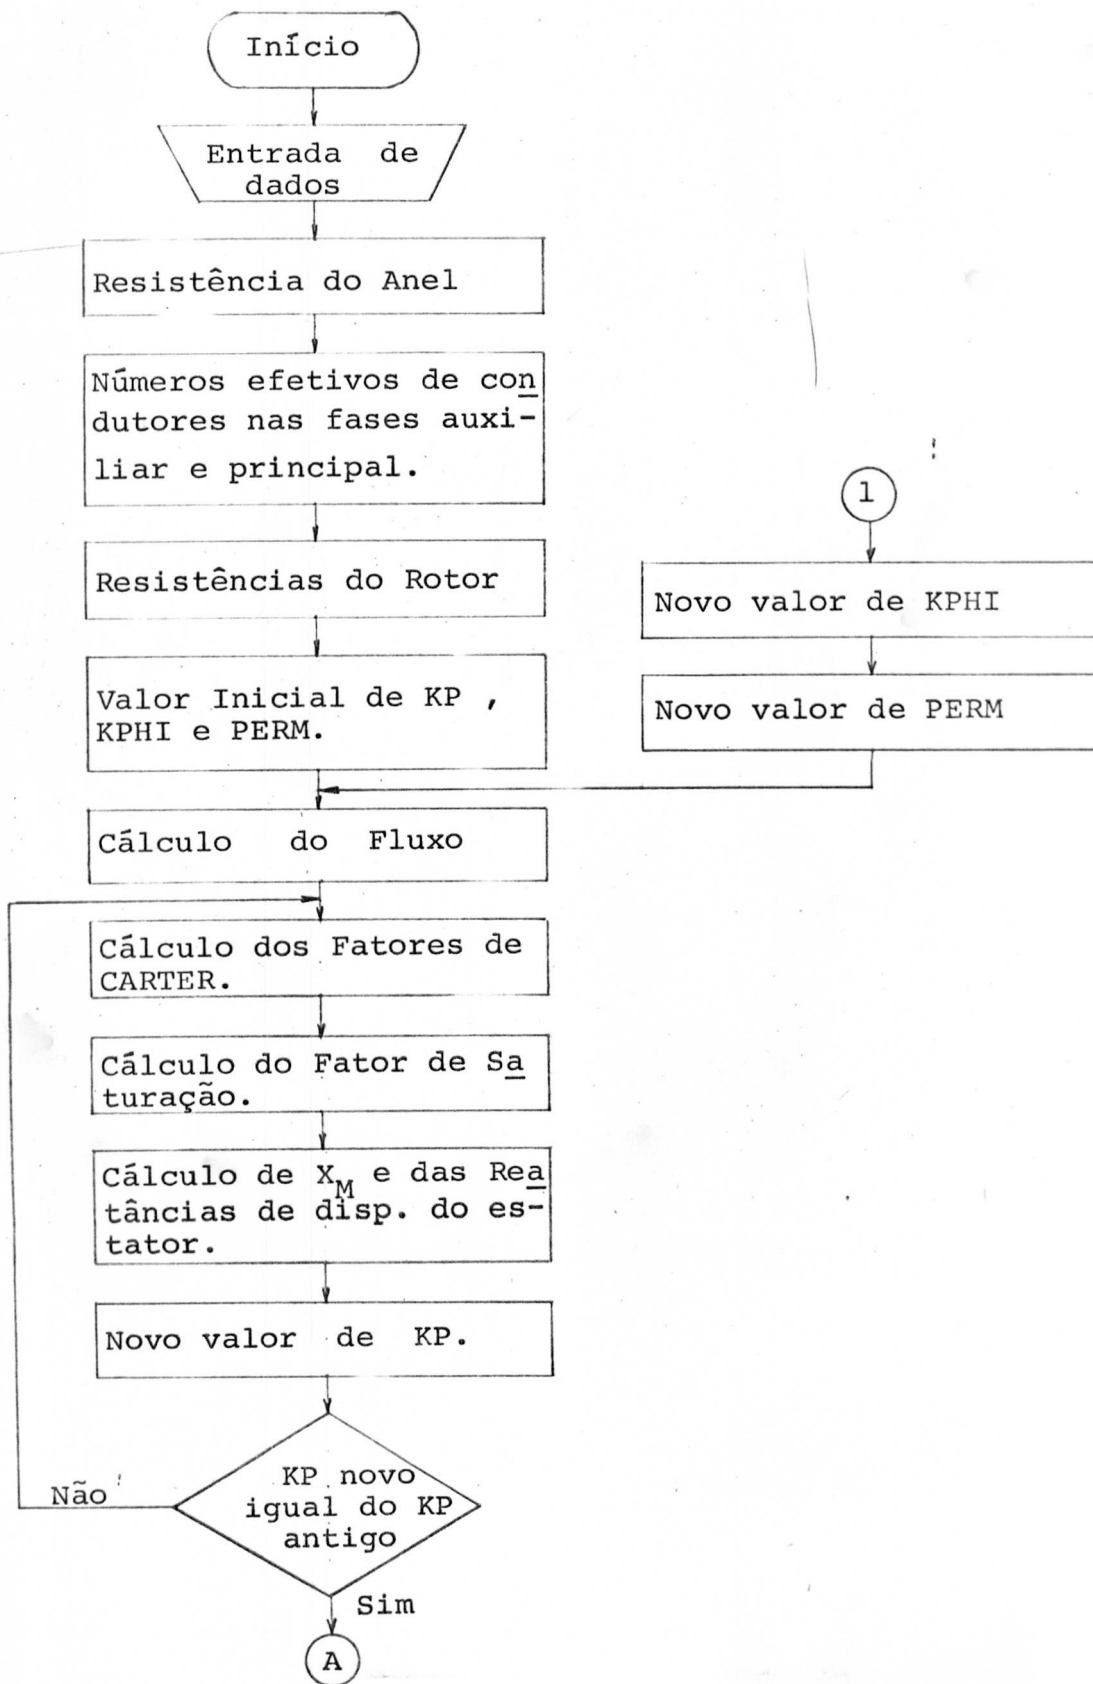 Início
Entrada de
dados
Resistência do Anel
Números efetivos de con
dutores nas fases auxi-
liar e principal.
Resistências do Rotor
Valor Inicial de KP ,
KPHI e PERM.
1
Novo valor de KPHI
Novo valor de PERM
Cálculo do Fluxo
Cálculo dos Fatores de
CARTER.
Cálculo do Fator de Sa
turação.
Cálculo de XM e das Rea
tâncias de disp. do es-
tator.
Novo valor de KP.
KP novo
igual do KP
antigo
Não
Sim
A